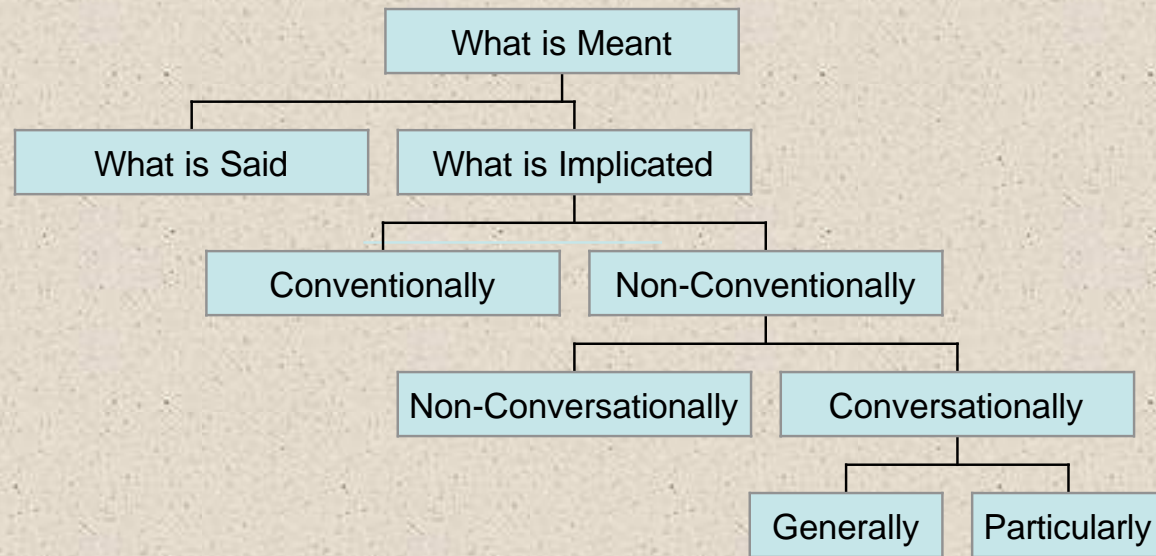 What is Meant
What is Said
What is Implicated
Conventionally
Non-Conventionally
Non-Conversationally
Conversationally
Generally
Particularly